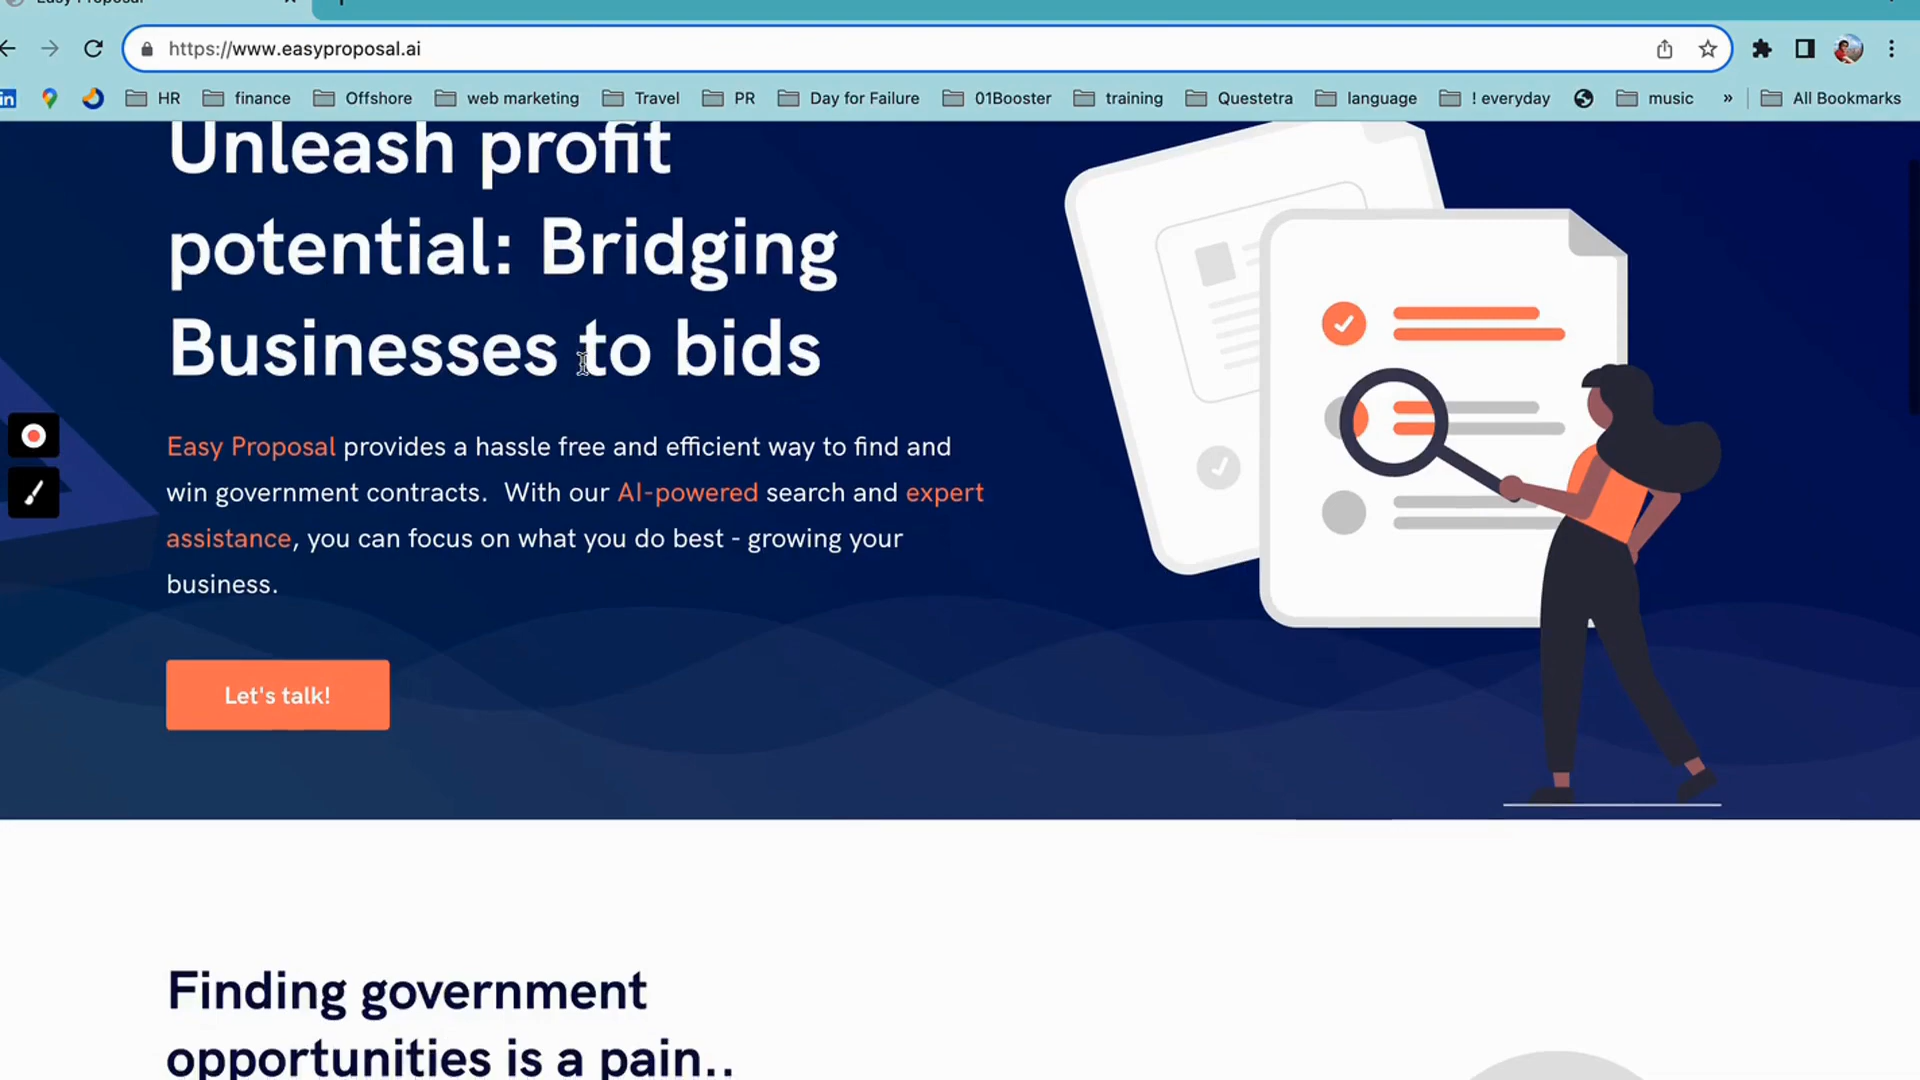 Easy Proposal
https://www.easyproposal.ai
in HR finance Offshore web marketing Travel PR Day for Failure 01Booster training Questetra language ! everyday music » All Bookmarks
Unleash profit
potential: Bridging
Businesses to bids
Easy Proposal provides a hassle free and efficient way to find and
win government contracts. With our AI-powered search and expert
assistance, you can focus on what you do best - growing your
business.
Let's talk!
Finding government
opportunities is a pain..